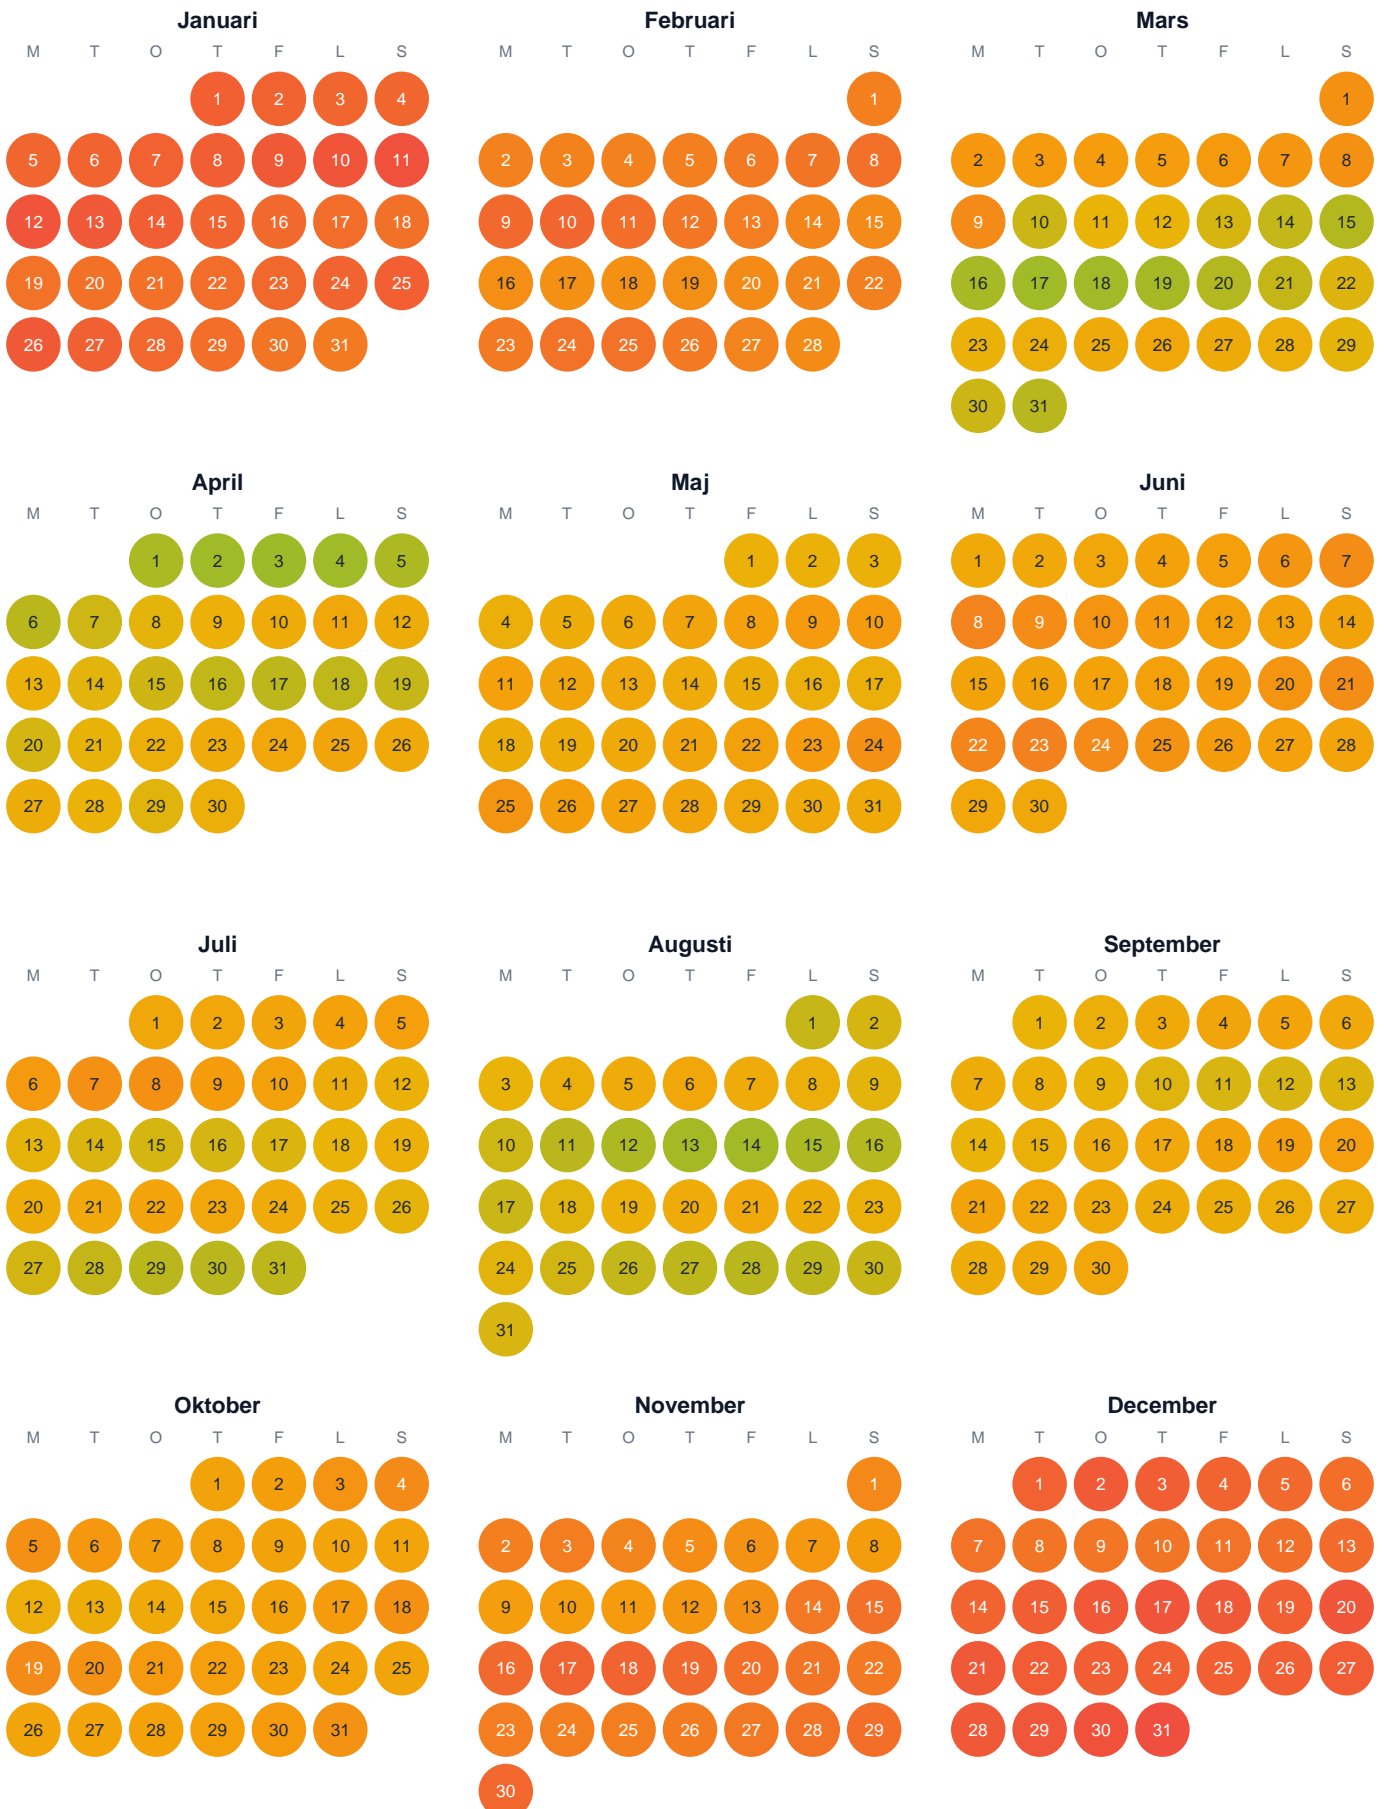 Januari Februari Mars
M T O T F L S M T O T F L S M T O T F L S
1 2 3 4 1 1
5 6 7 8 9 10 11 2 3 4 5 6 7 8 2 3 4 5 6 7 8
12 13 14 15 16 17 18 9 10 11 12 13 14 15 9 10 11 12 13 14 15
19 20 21 22 23 24 25 16 17 18 19 20 21 22 16 17 18 19 20 21 22
26 27 28 29 30 31 23 24 25 26 27 28 23 24 25 26 27 28 29
30 31
April Maj Juni
M T O T F L S M T O T F L S M T O T F L S
1 2 3 4 5 1 2 3 1 2 3 4 5 6 7
6 7 8 9 10 11 12 4 5 6 7 8 9 10 8 9 10 11 12 13 14
13 14 15 16 17 18 19 11 12 13 14 15 16 17 15 16 17 18 19 20 21
20 21 22 23 24 25 26 18 19 20 21 22 23 24 22 23 24 25 26 27 28
27 28 29 30 25 26 27 28 29 30 31 29 30
Juli Augusti September
M T O T F L S M T O T F L S M T O T F L S
1 2 3 4 5 1 2 1 2 3 4 5 6
6 7 8 9 10 11 12 3 4 5 6 7 8 9 7 8 9 10 11 12 13
13 14 15 16 17 18 19 10 11 12 13 14 15 16 14 15 16 17 18 19 20
20 21 22 23 24 25 26 17 18 19 20 21 22 23 21 22 23 24 25 26 27
27 28 29 30 31 24 25 26 27 28 29 30 28 29 30
31
Oktober November December
M T O T F L S M T O T F L S M T O T F L S
1 2 3 4 1 1 2 3 4 5 6
5 6 7 8 9 10 11 2 3 4 5 6 7 8 7 8 9 10 11 12 13
12 13 14 15 16 17 18 9 10 11 12 13 14 15 14 15 16 17 18 19 20
19 20 21 22 23 24 25 16 17 18 19 20 21 22 21 22 23 24 25 26 27
26 27 28 29 30 31 23 24 25 26 27 28 29 28 29 30 31
30